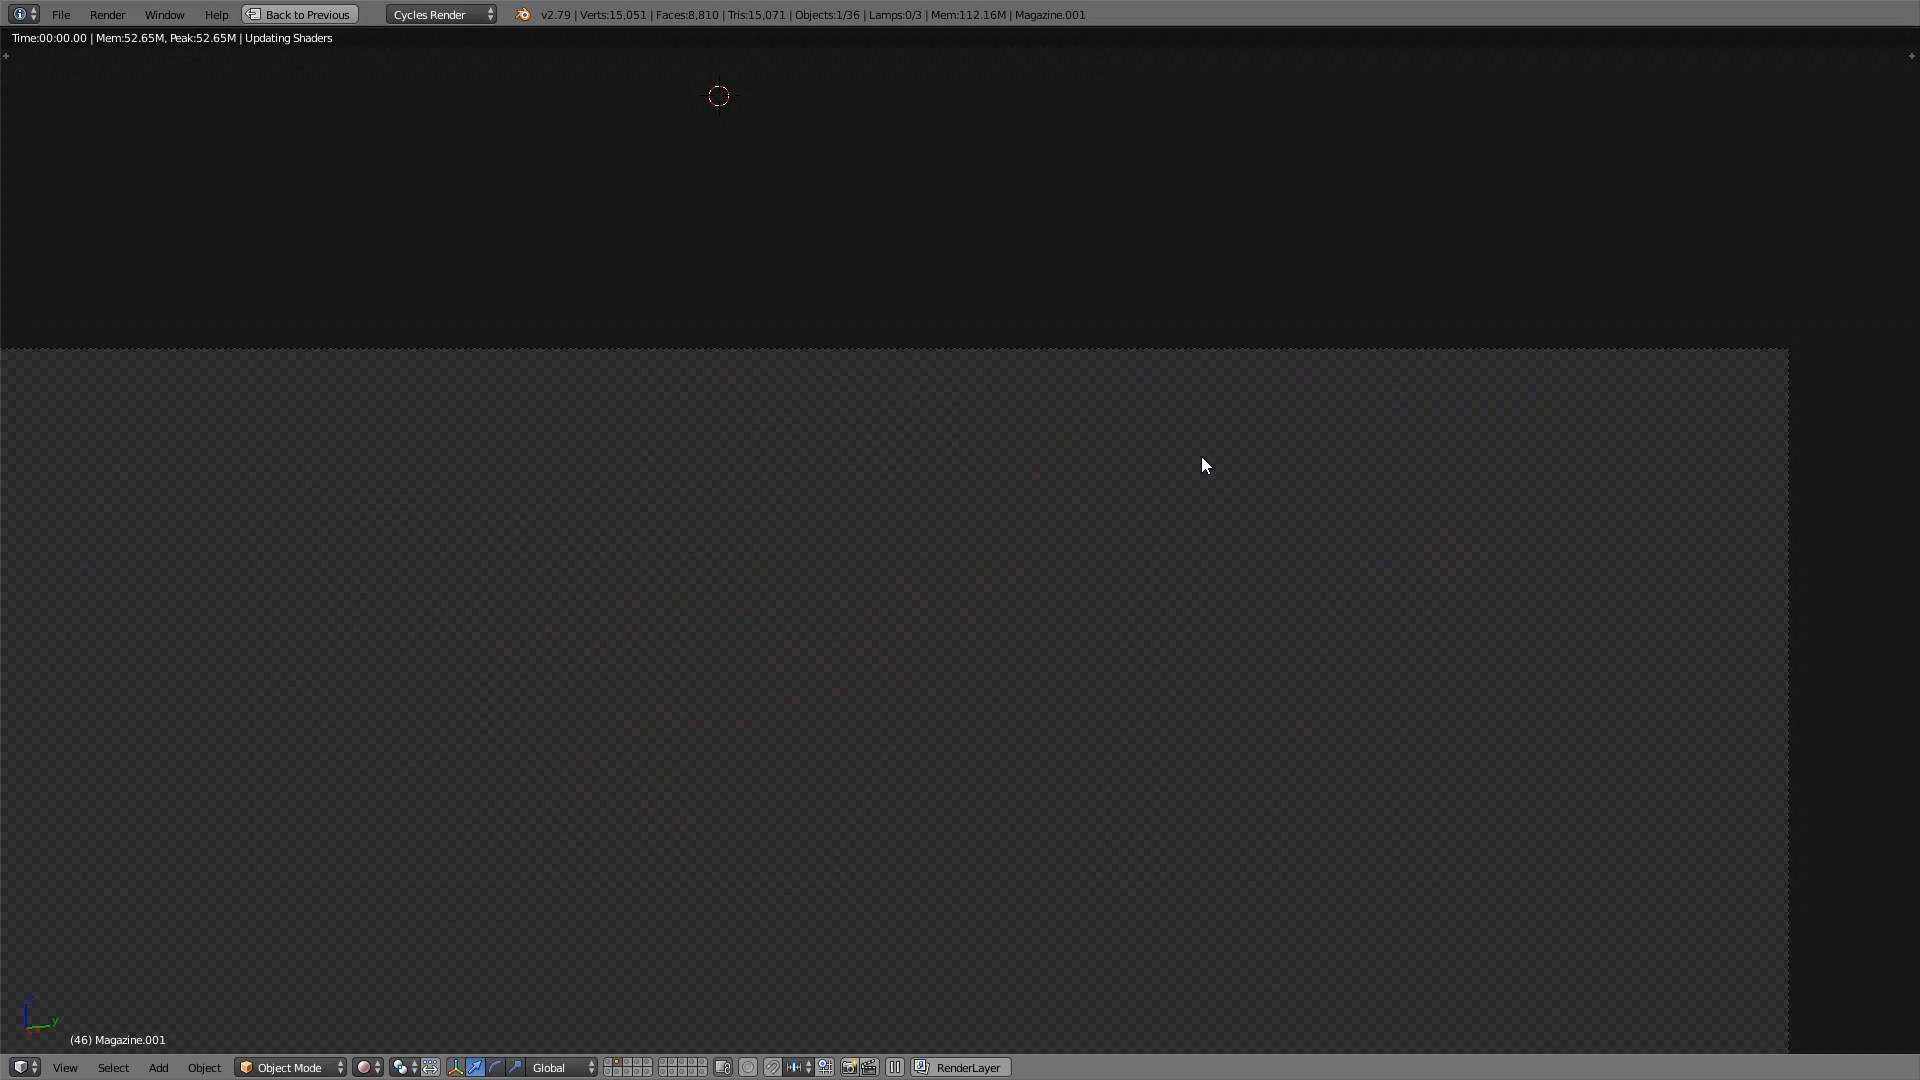 File Render Window Help Back to Previous Cycles Render v2.79 | Verts:15,051 | Faces:8,810 | Tris:15,071 | Objects:1/36 | Lamps:0/3 | Mem:112.16M | Magazine.001
Time:00:00.00 | Mem:52.65M, Peak:52.65M | Updating Shaders
y
(46) Magazine.001
View Select Add Object Object Mode Global RenderLayer